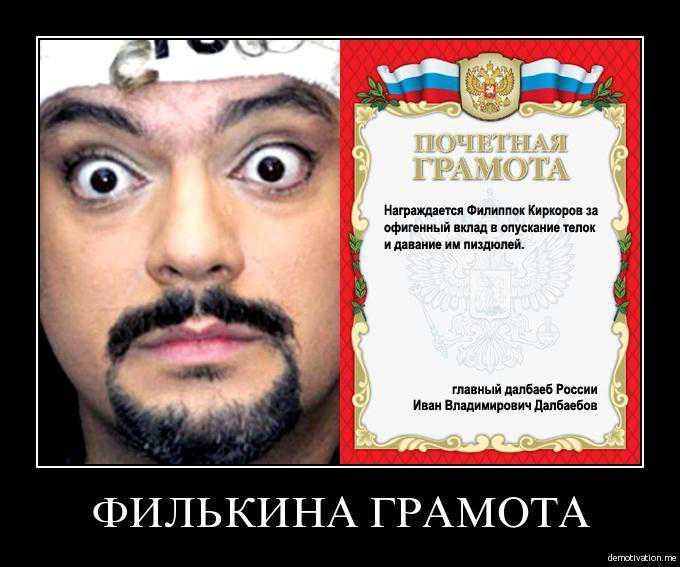 ПОЧЕТНАЯ
ГРАМОТА
Награждается Филиппок Киркоров за
офигенный вклад в опускание телок
и давание им пиздюлей.
главный далбаеб России
Иван Владимирович Далбаебов
ФИЛЬКИНА ГРАМОТА
demotivation.me